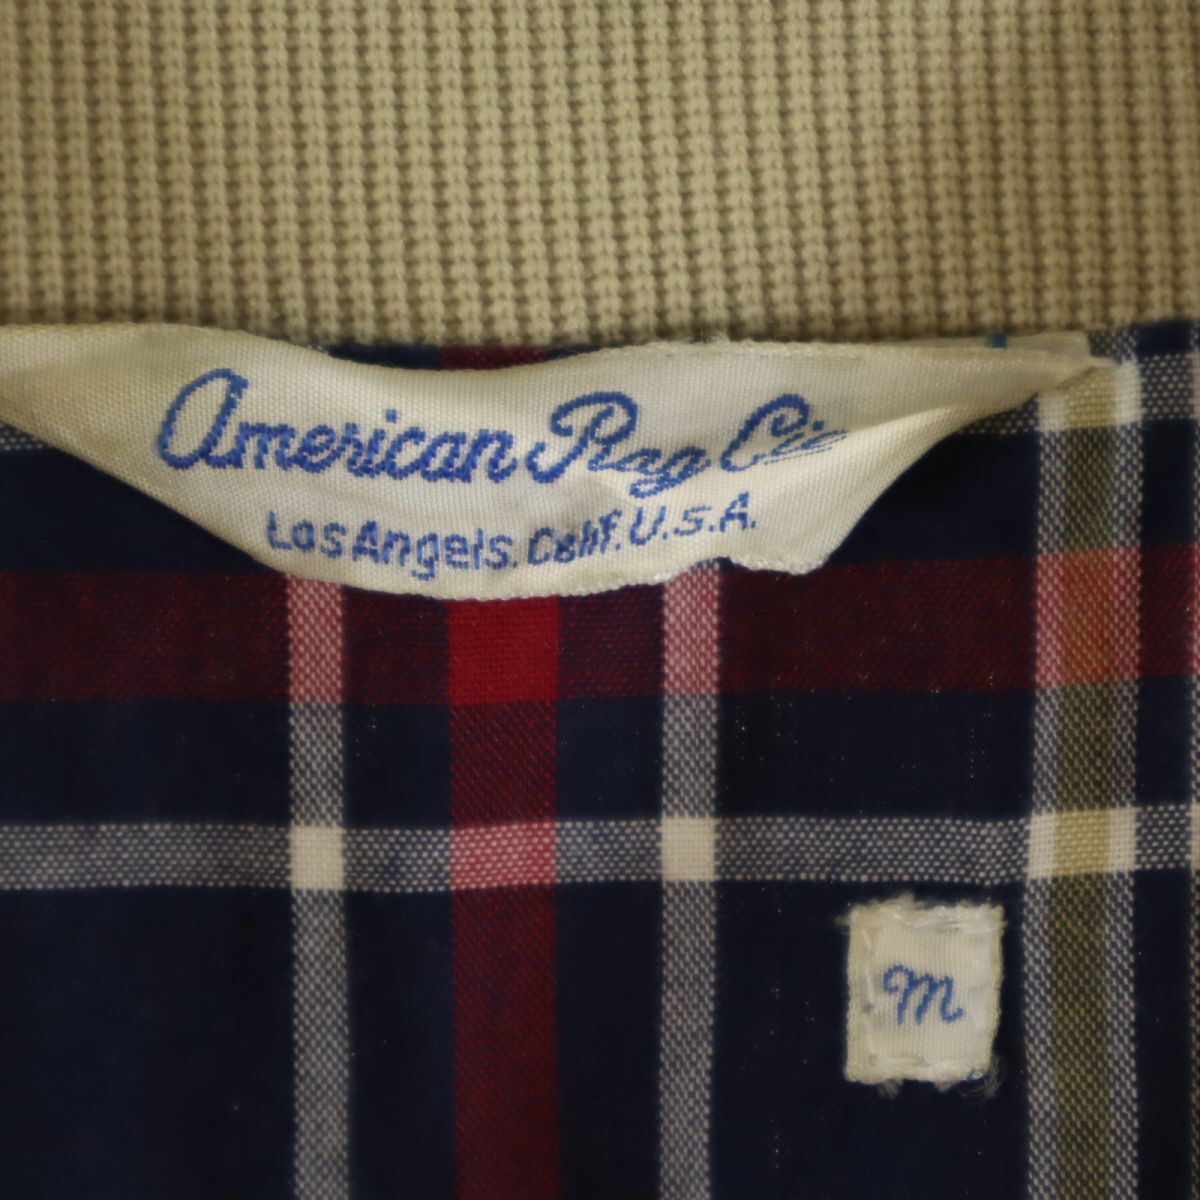 American Rag Cie
Los Angels. Calif. U.S.A.
M